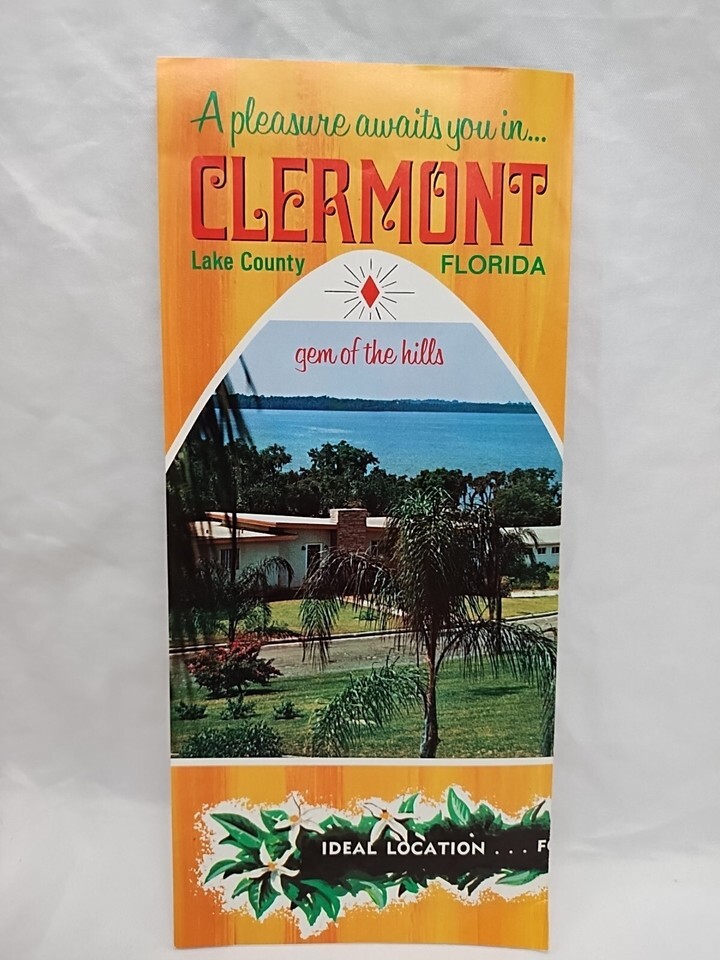 A pleasure awaits you in...
CLERMONT
Lake County FLORIDA
gem of the hills
IDEAL LOCATION . . . F